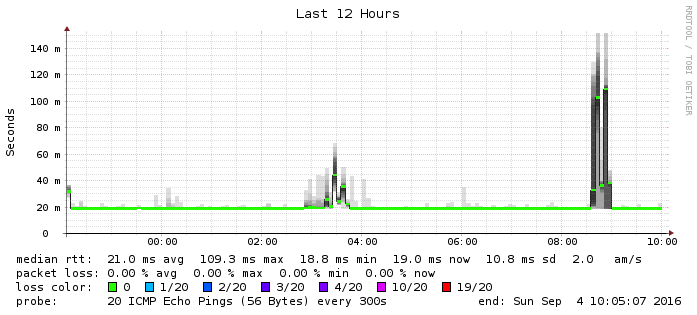 Last 12 Hours
RRDTOOL / TOBI OETIKER
Seconds
140 m
120 m
100 m
80 m
60 m
40 m
20 m
0
00:00 02:00 04:00 06:00 08:00 10:00
median rtt: 21.0 ms avg 109.3 ms max 18.8 ms min 19.0 ms now 10.8 ms sd 2.0 am/s
packet loss: 0.00 % avg 0.00 % max 0.00 % min 0.00 % now
loss color: 0 1/20 2/20 3/20 4/20 10/20 19/20
probe: 20 ICMP Echo Pings (56 Bytes) every 300s end: Sun Sep 4 10:05:07 2016